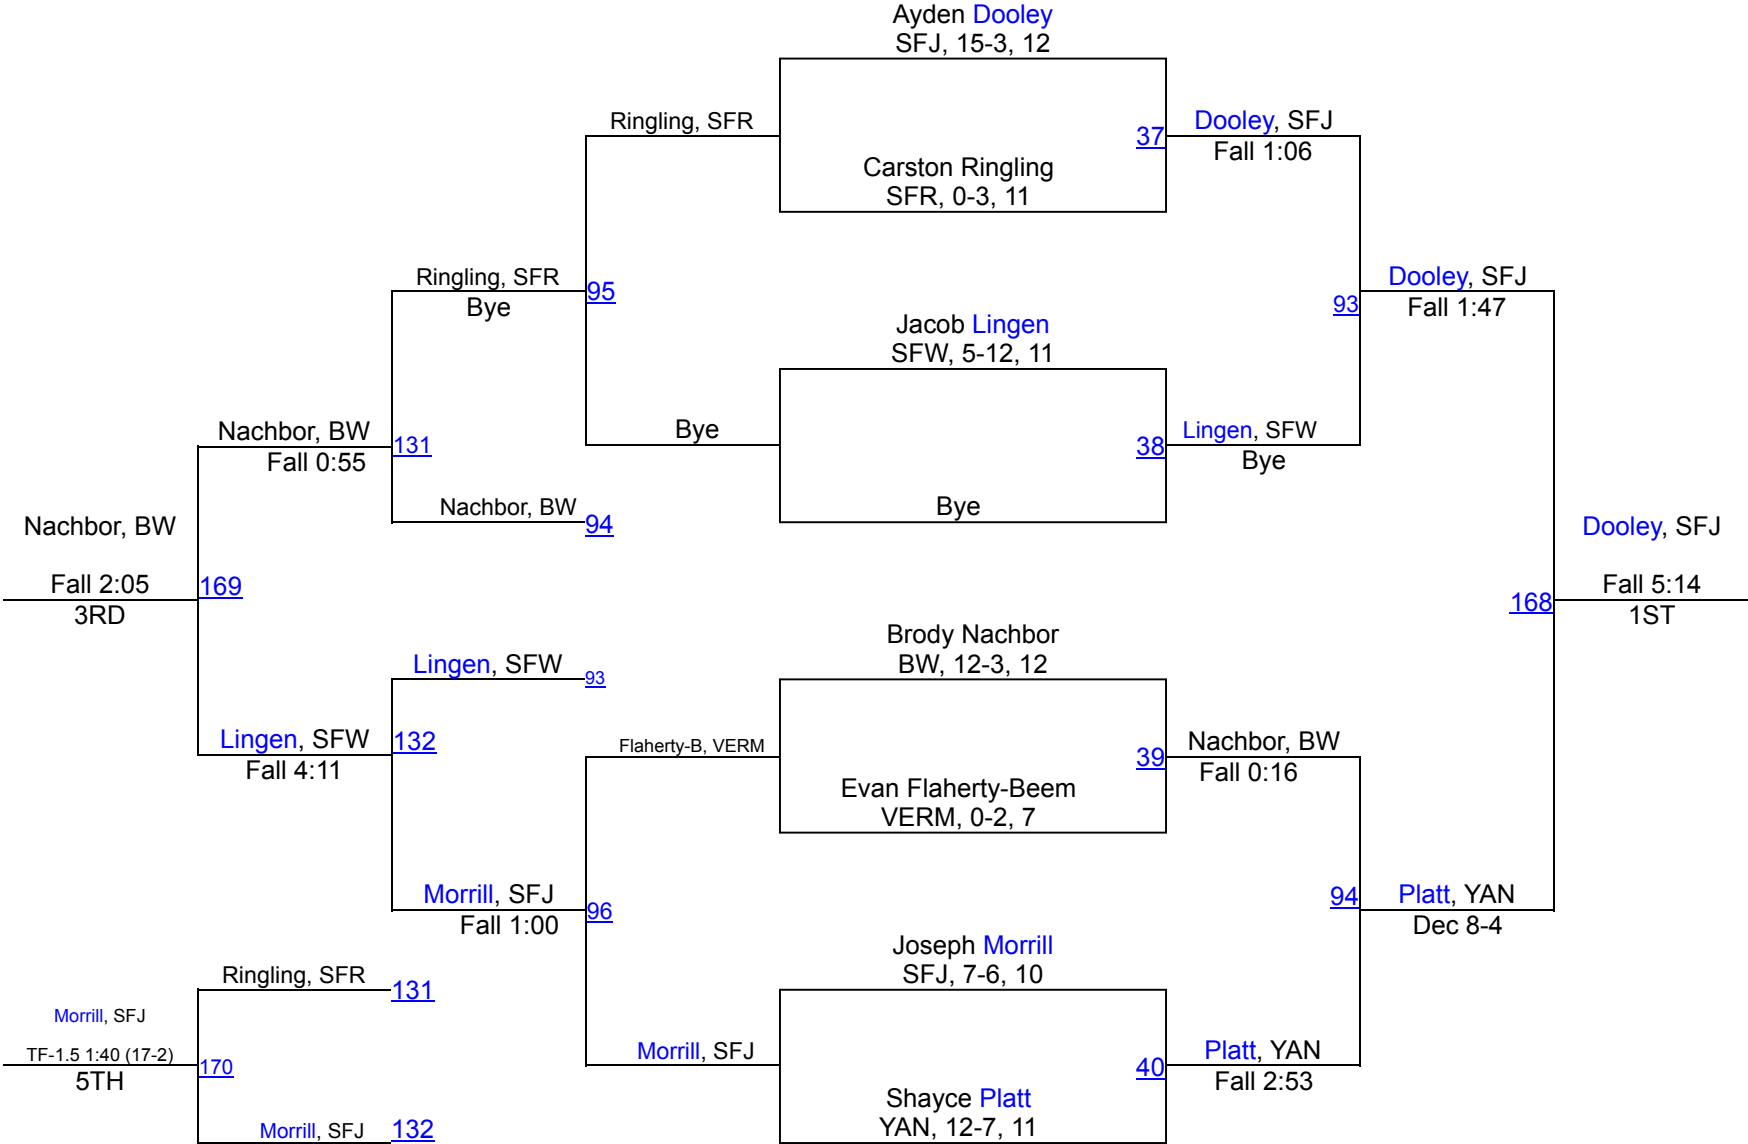 Ayden Dooley
SFJ, 15-3, 12
Ringling, SFR
37
Dooley, SFJ
Fall 1:06
Carston Ringling
SFR, 0-3, 11
Ringling, SFR
Bye
95
Dooley, SFJ
Fall 1:47
93
Jacob Lingen
SFW, 5-12, 11
Nachbor, BW
Fall 0:55
131
Bye
38
Lingen, SFW
Bye
Nachbor, BW
94
Bye
Nachbor, BW
Fall 2:05
3RD
169
Dooley, SFJ
Fall 5:14
1ST
168
Brody Nachbor
BW, 12-3, 12
Lingen, SFW
93
Lingen, SFW
Fall 4:11
132
Flaherty-B, VERM
39
Nachbor, BW
Fall 0:16
Evan Flaherty-Beem
VERM, 0-2, 7
Morrill, SFJ
Fall 1:00
96
94
Platt, YAN
Dec 8-4
Joseph Morrill
SFJ, 7-6, 10
Ringling, SFR
131
Morrill, SFJ
TF-1.5 1:40 (17-2)
5TH
170
Morrill, SFJ
40
Platt, YAN
Fall 2:53
Shayce Platt
YAN, 12-7, 11
Morrill, SFJ
132